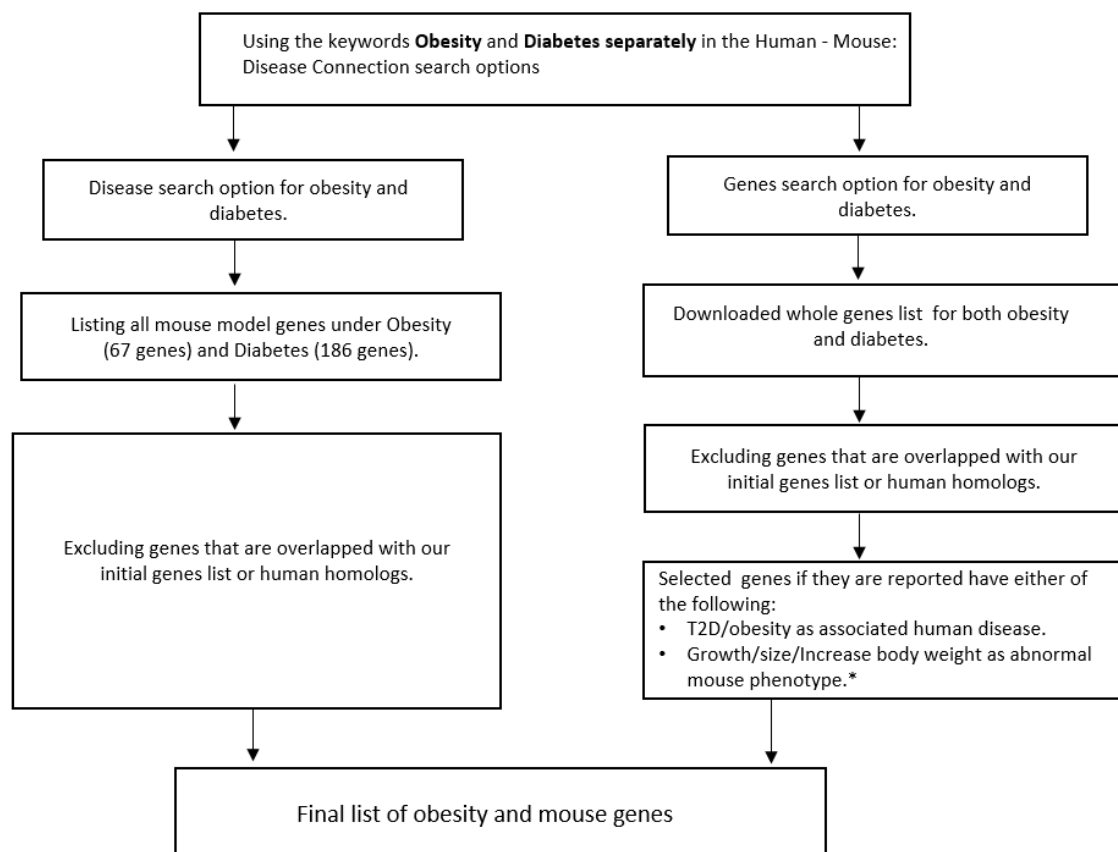 Using the keywords Obesity and Diabetes separately in the Human - Mouse:
Disease Connection search options
Disease search option for obesity and
diabetes.
Genes search option for obesity and
diabetes.
Listing all mouse model genes under Obesity
(67 genes) and Diabetes (186 genes).
Downloaded whole genes list for both obesity
and diabetes.
Excluding genes that are overlapped with our
initial genes list or human homologs.
Excluding genes that are overlapped with our
initial genes list or human homologs.
Selected genes if they are reported have either of
the following:
• T2D/obesity as associated human disease.
• Growth/size/Increase body weight as abnormal
mouse phenotype.*
Final list of obesity and mouse genes